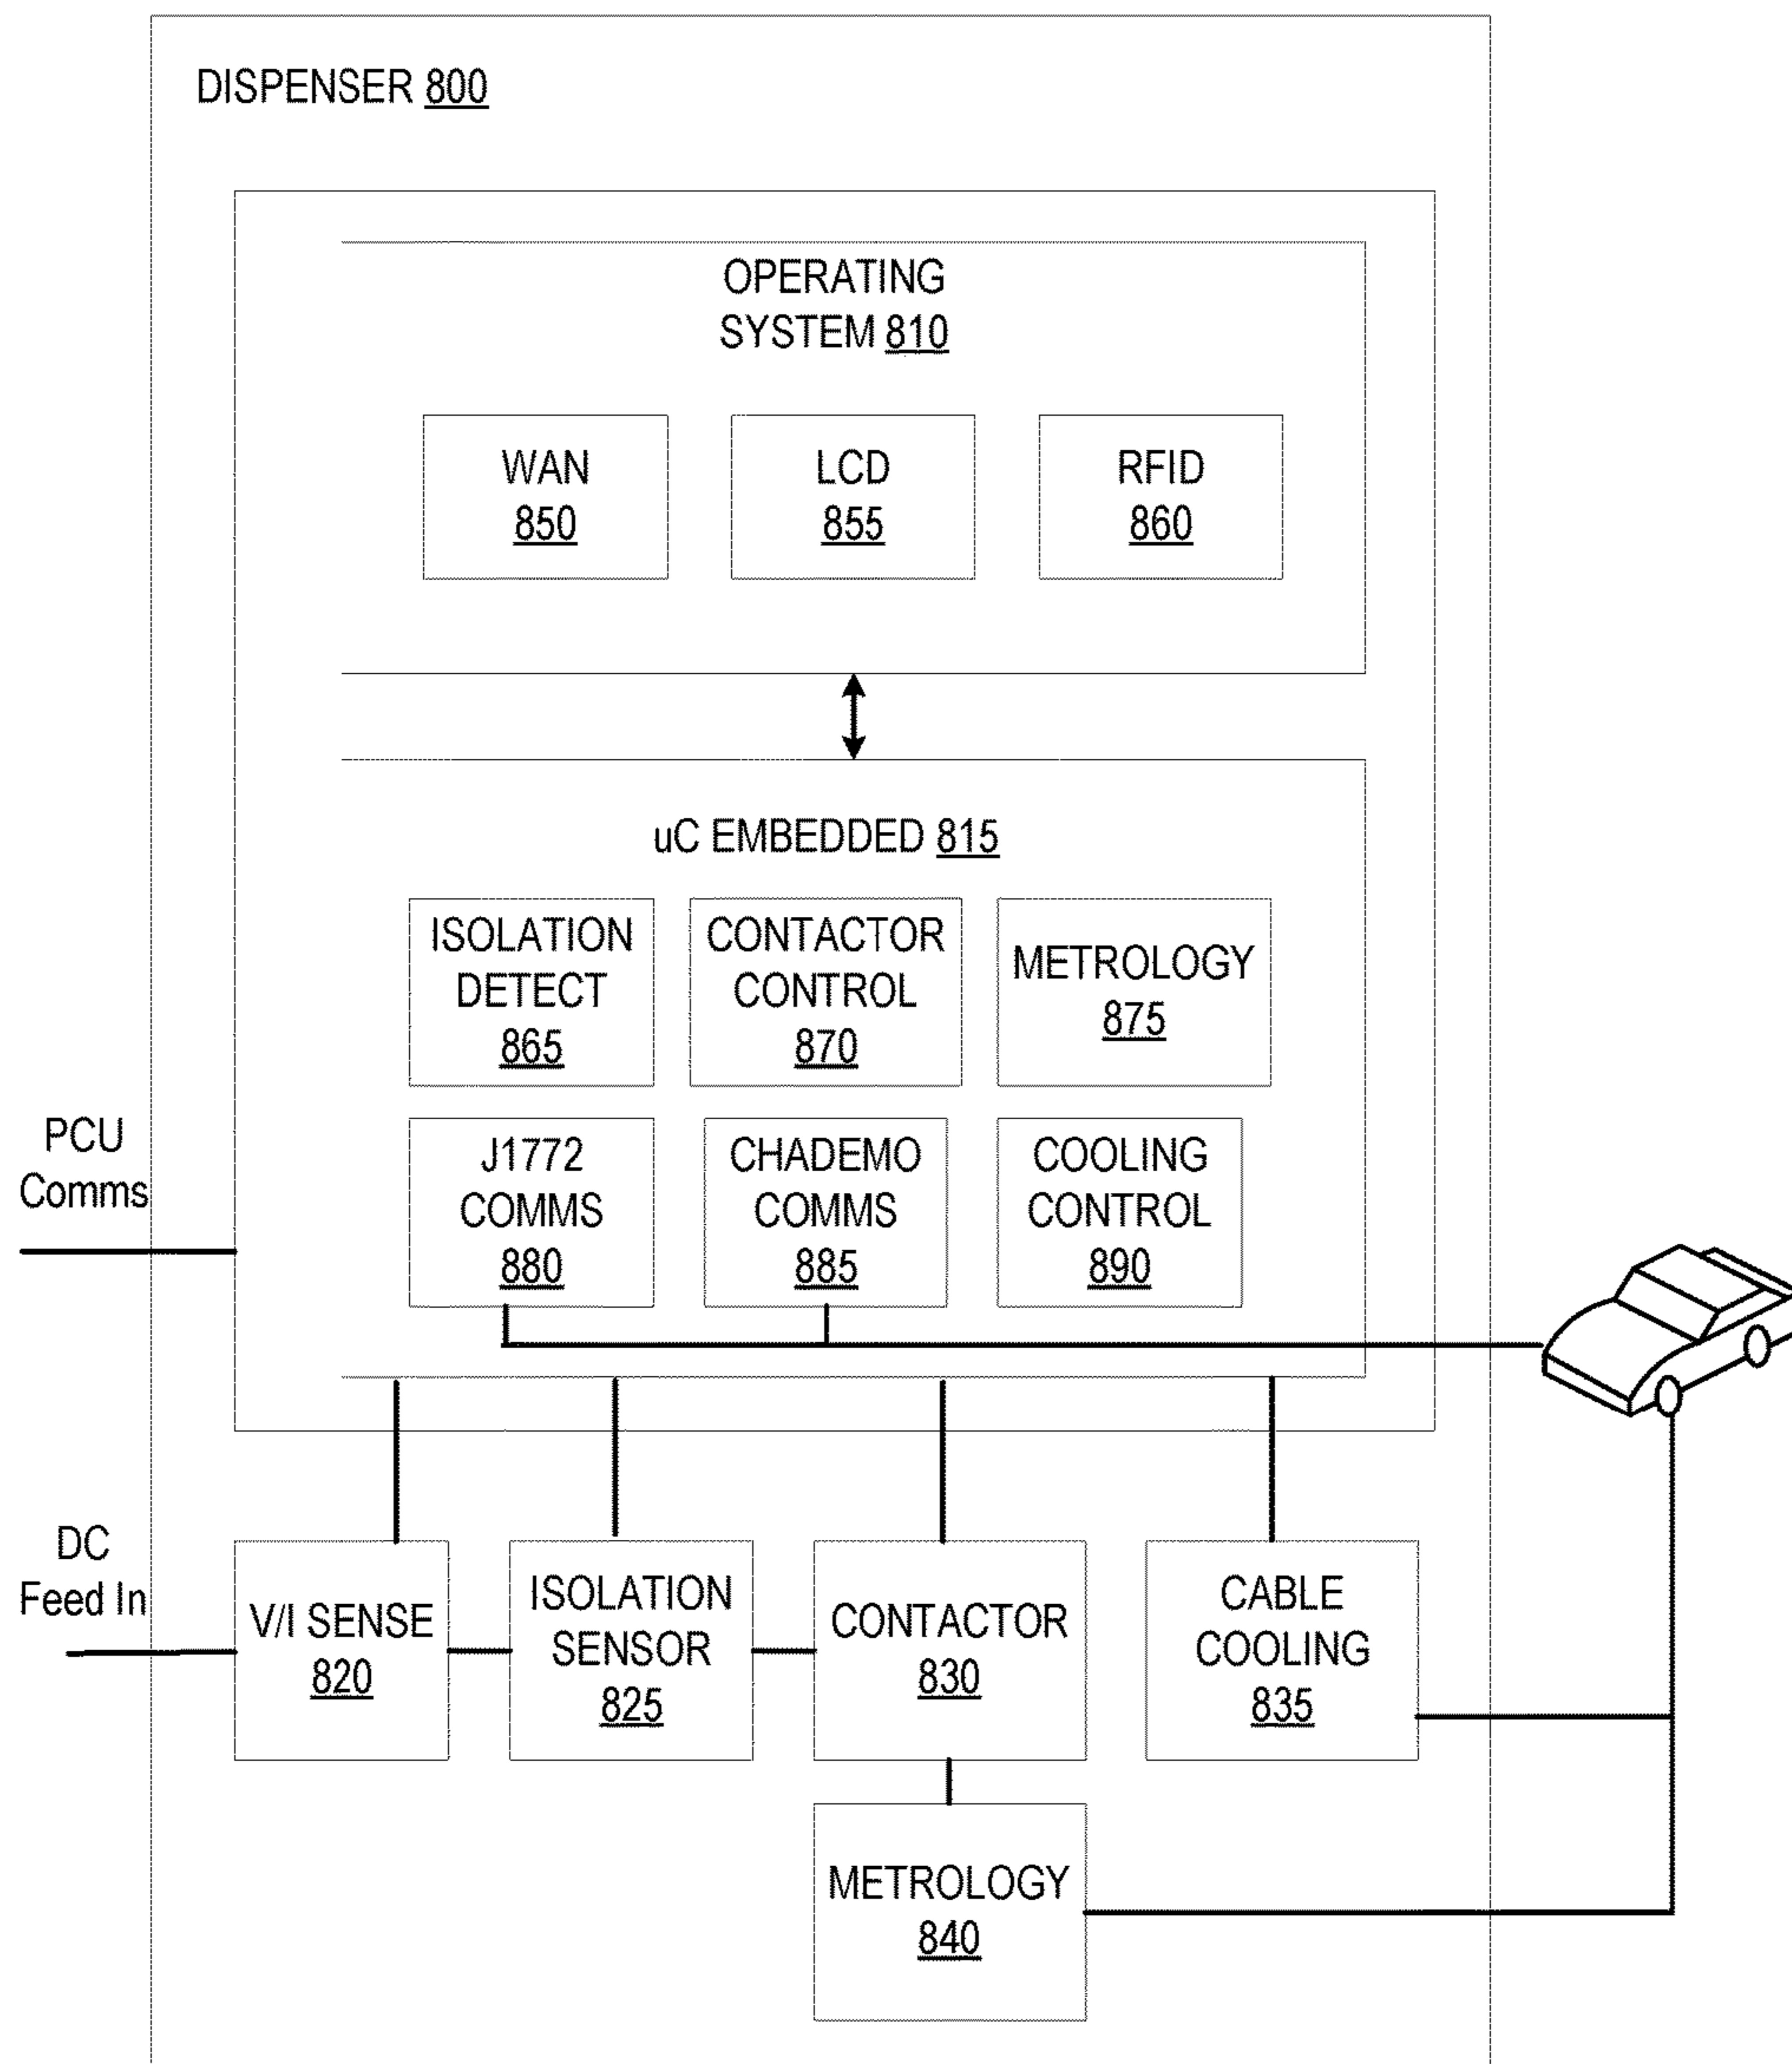 DISPENSER 800
OPERATING
SYSTEM 810
WAN
850
LCD
855
RFID
860
uC EMBEDDED 815
ISOLATION
DETECT
865
CONTACTOR
CONTROL
870
METROLOGY
875
PCU
Comms
J1772
COMMS
880
CHADEMO
COMMS
885
COOLING
CONTROL
890
DC
Feed In
V/I SENSE
820
ISOLATION
SENSOR
825
CONTACTOR
830
CABLE
COOLING
835
METROLOGY
840